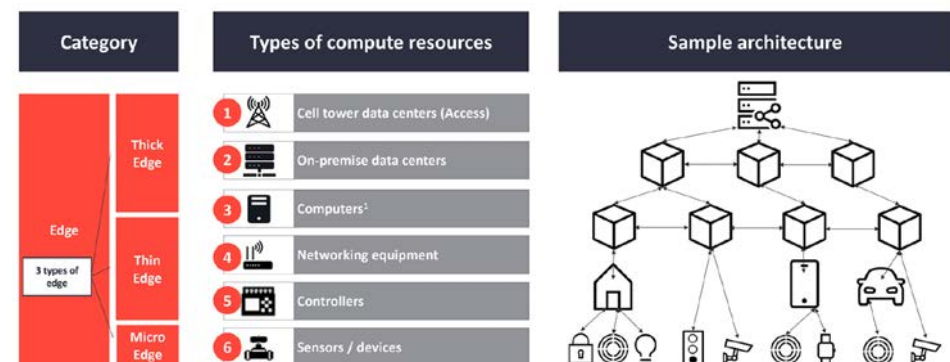 Category
Types of compute resources
Sample architecture
Edge
3 types of
edge
Thick
Edge
Thin
Edge
Micro
Edge
1
Cell tower data centers (Access)
2
On-premise data centers
3
Computers¹
4
Networking equipment
5
Controllers
6
Sensors / devices